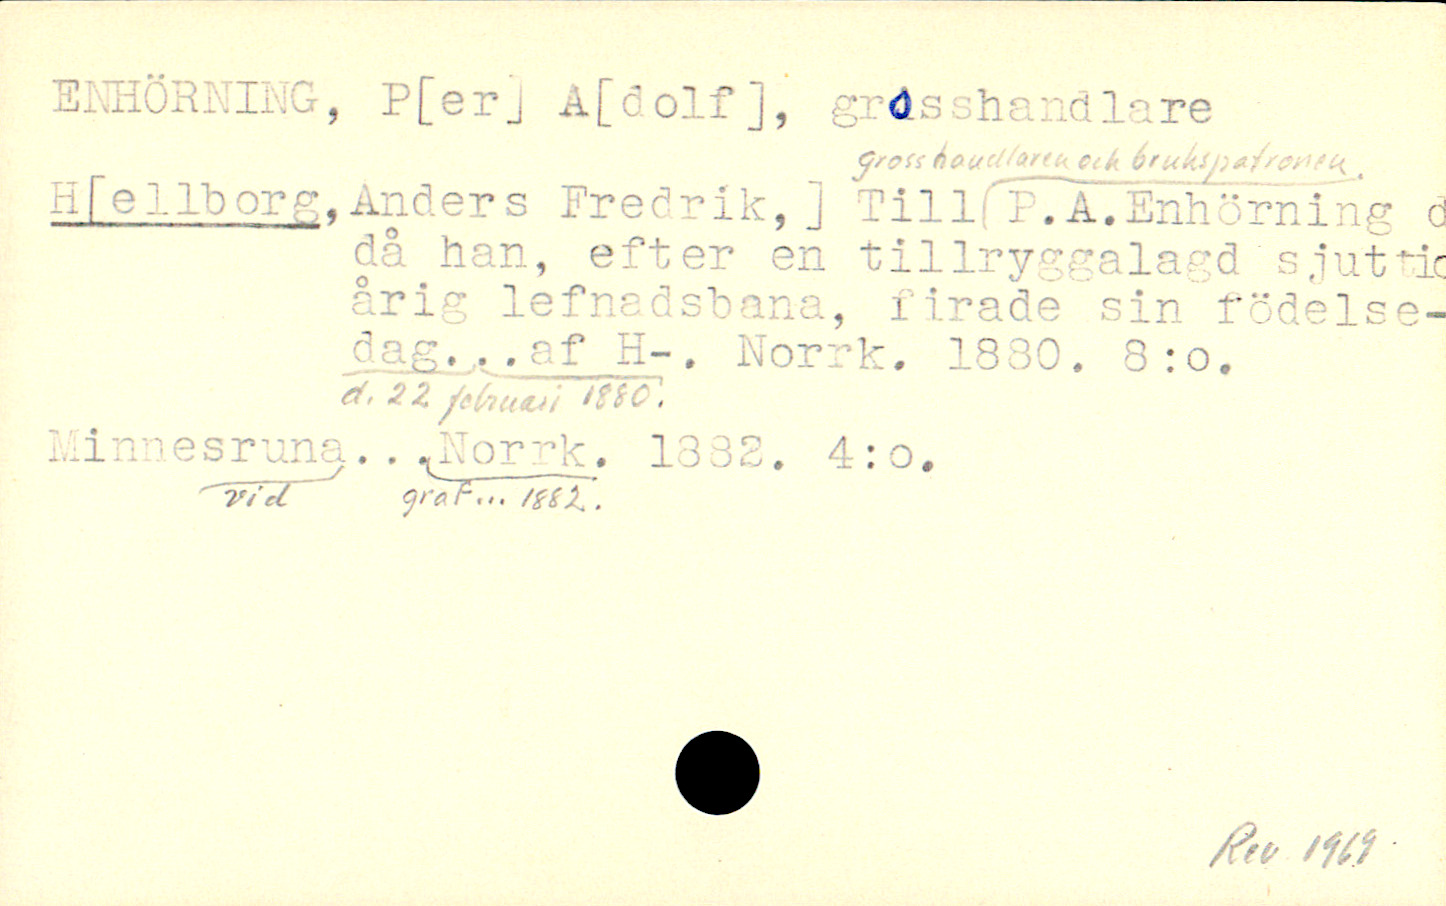 ENHÖRNING, P[er] A[dolf], grosshandlare
grosshandlaren och brukspatronen
H[ellborg, Anders Fredrik,] Till P.A.Enhörning d
då han, efter en tillryggalagd sjuttio
årig lefnadsbana, firade sin födelse-
dag...af H-. Norrk. 1880. 8:o.
d. 22 februari 1880.
Minnesruna...Norrk. 1882. 4:o.
vid graf... 1882.
Rev. 1969